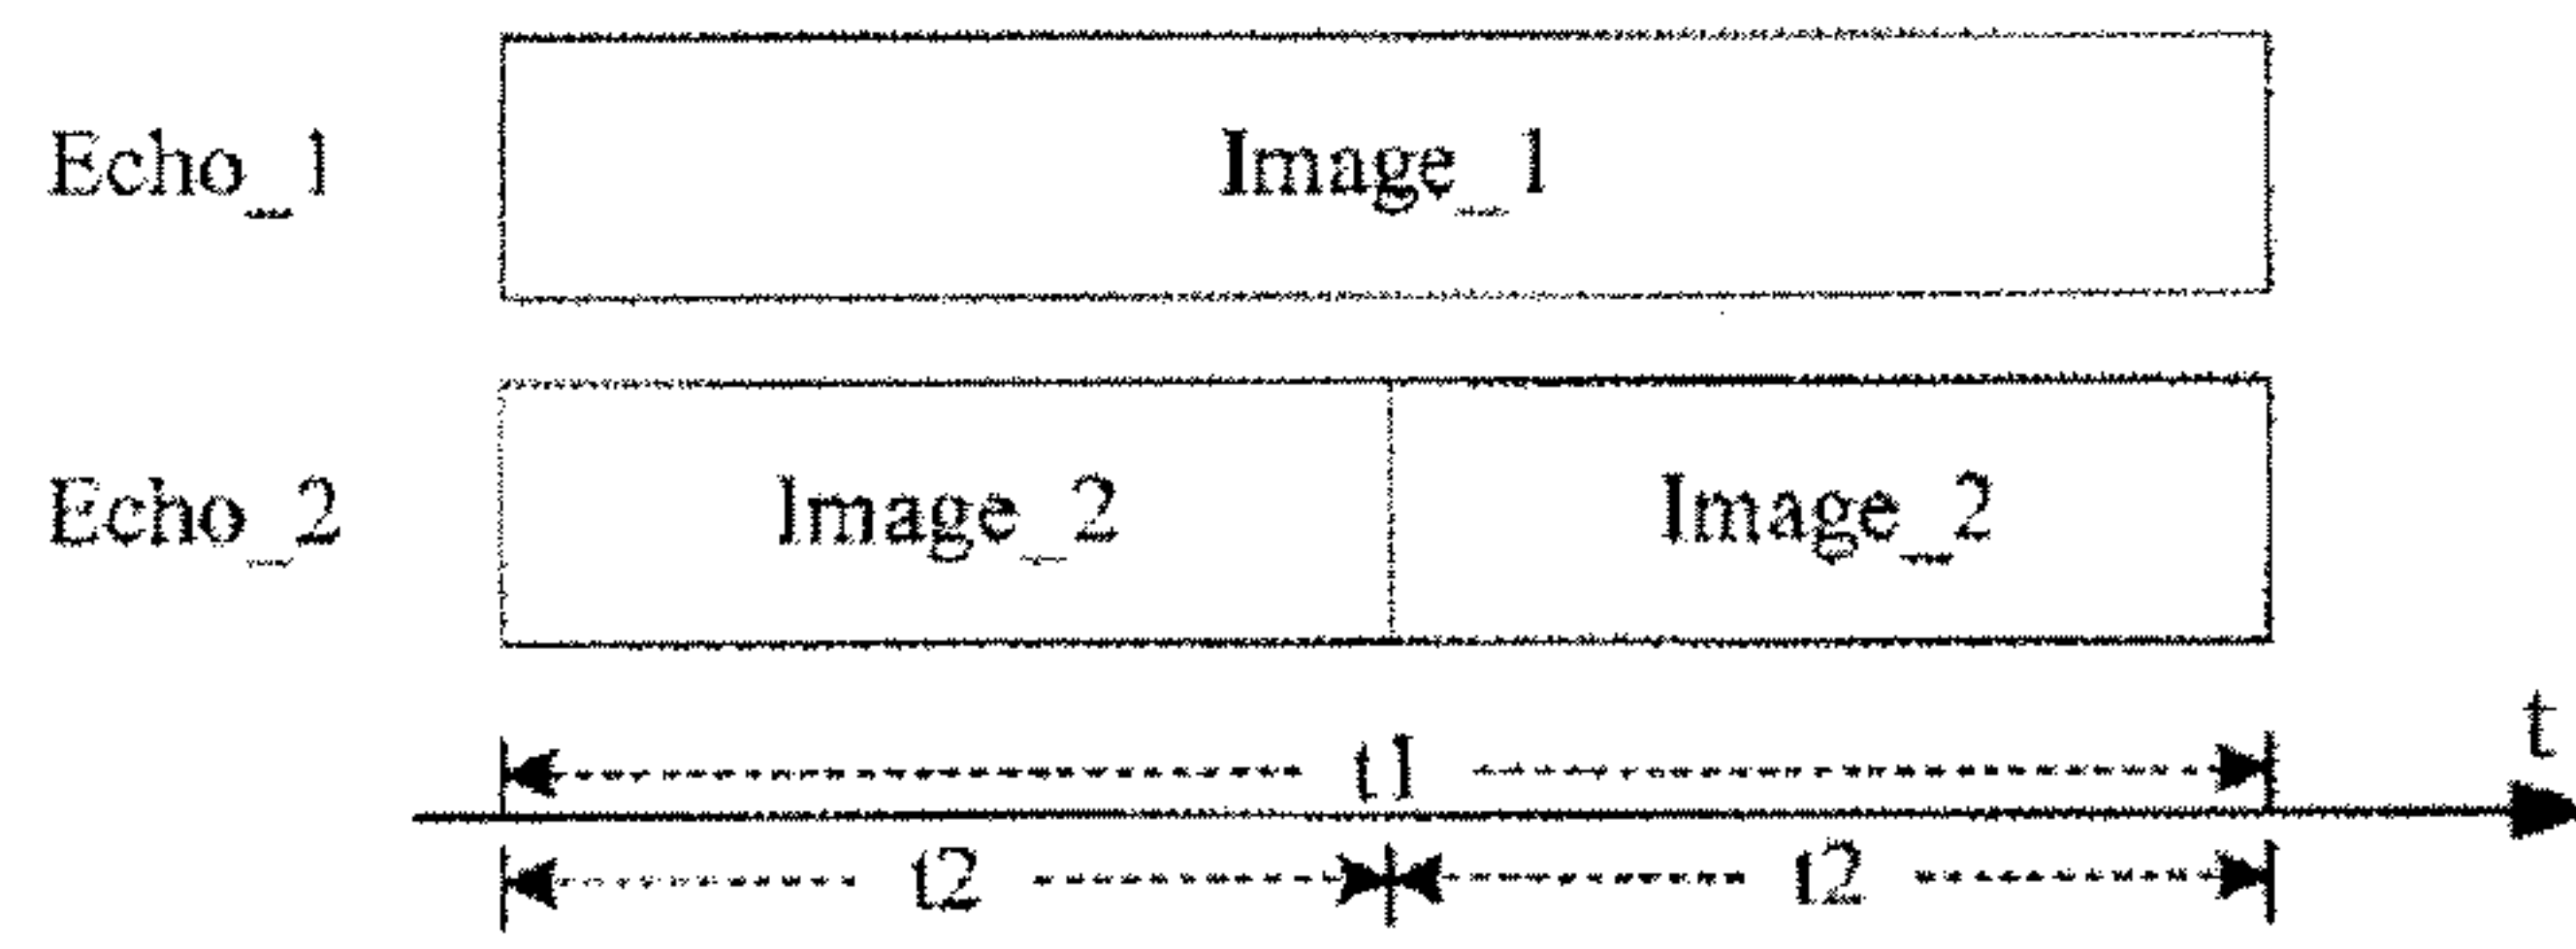 Echo_1 Image_1
Echo_2 Image_2 Image_2
t
t1
t2 t2